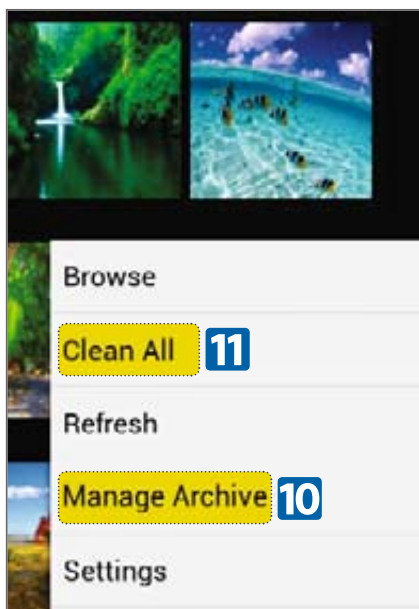 Browse
Clean All 11
Refresh
Manage Archive 10
Settings